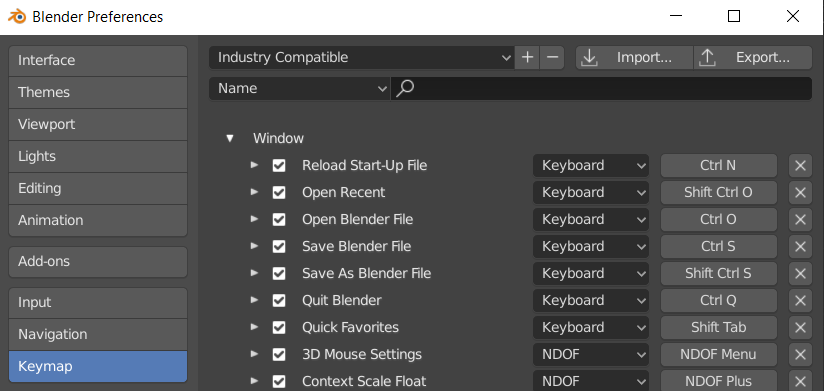 Blender Preferences
Interface
Themes
Viewport
Lights
Editing
Animation
Add-ons
Input
Navigation
Keymap
Industry Compatible + − Import... Export...
Name
Window
Reload Start-Up File Keyboard Ctrl N
Open Recent Keyboard Shift Ctrl O
Open Blender File Keyboard Ctrl O
Save Blender File Keyboard Ctrl S
Save As Blender File Keyboard Shift Ctrl S
Quit Blender Keyboard Ctrl Q
Quick Favorites Keyboard Shift Tab
3D Mouse Settings NDOF NDOF Menu
Context Scale Float NDOF NDOF Plus